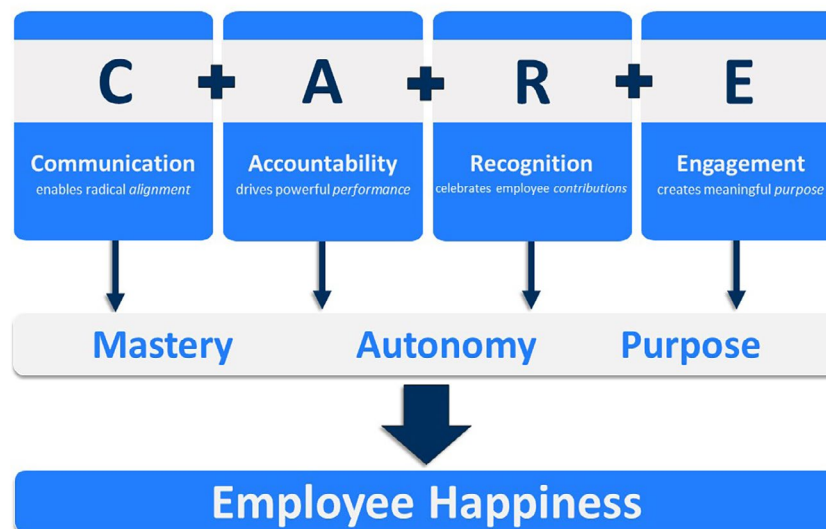 C + A + R + E
Communication
enables radical alignment
Accountability
drives powerful performance
Recognition
celebrates employee contributions
Engagement
creates meaningful purpose
Mastery Autonomy Purpose
Employee Happiness